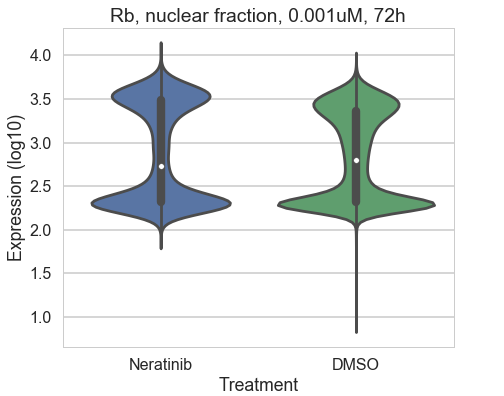 Rb, nuclear fraction, 0.001uM, 72h
Expression (log10)
4.0
3.5
3.0
2.5
2.0
1.5
1.0
Neratinib DMSO
Treatment